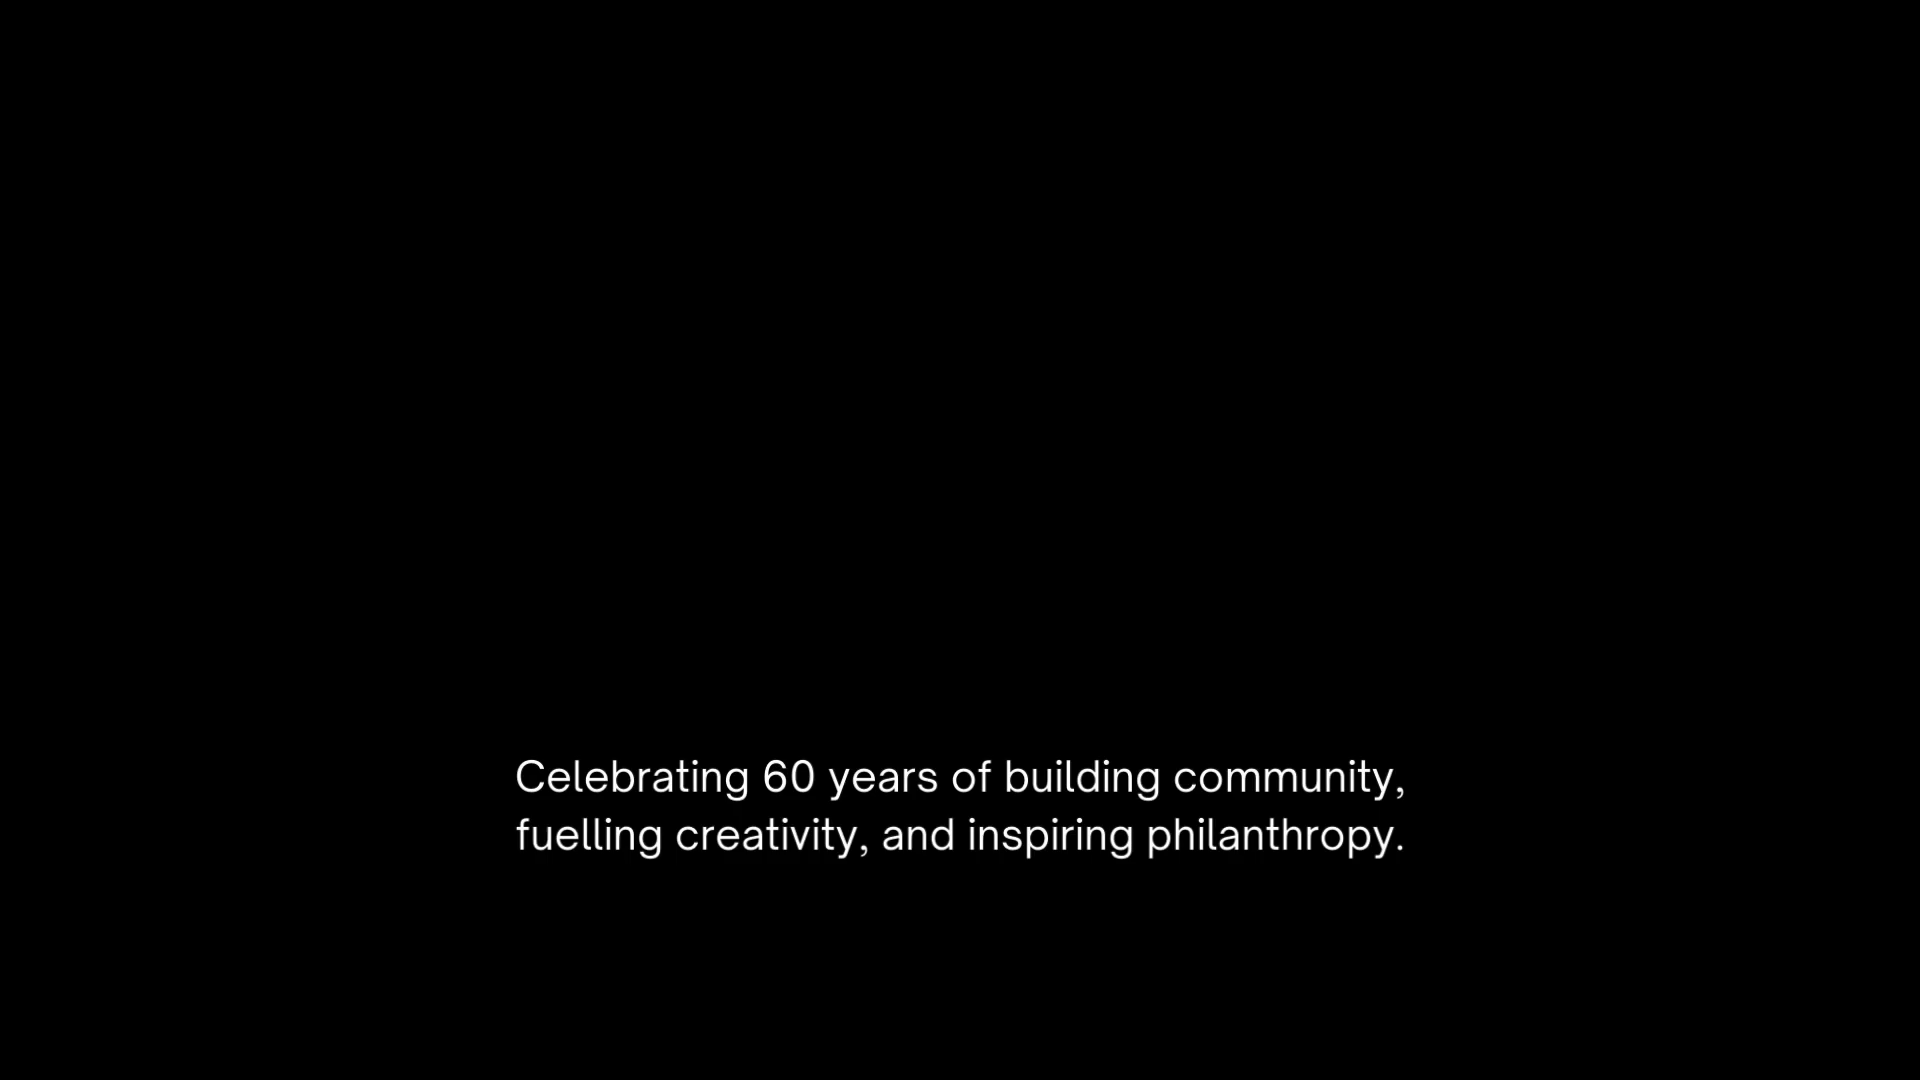 Celebrating 60 years of building community,
fuelling creativity, and inspiring philanthropy.